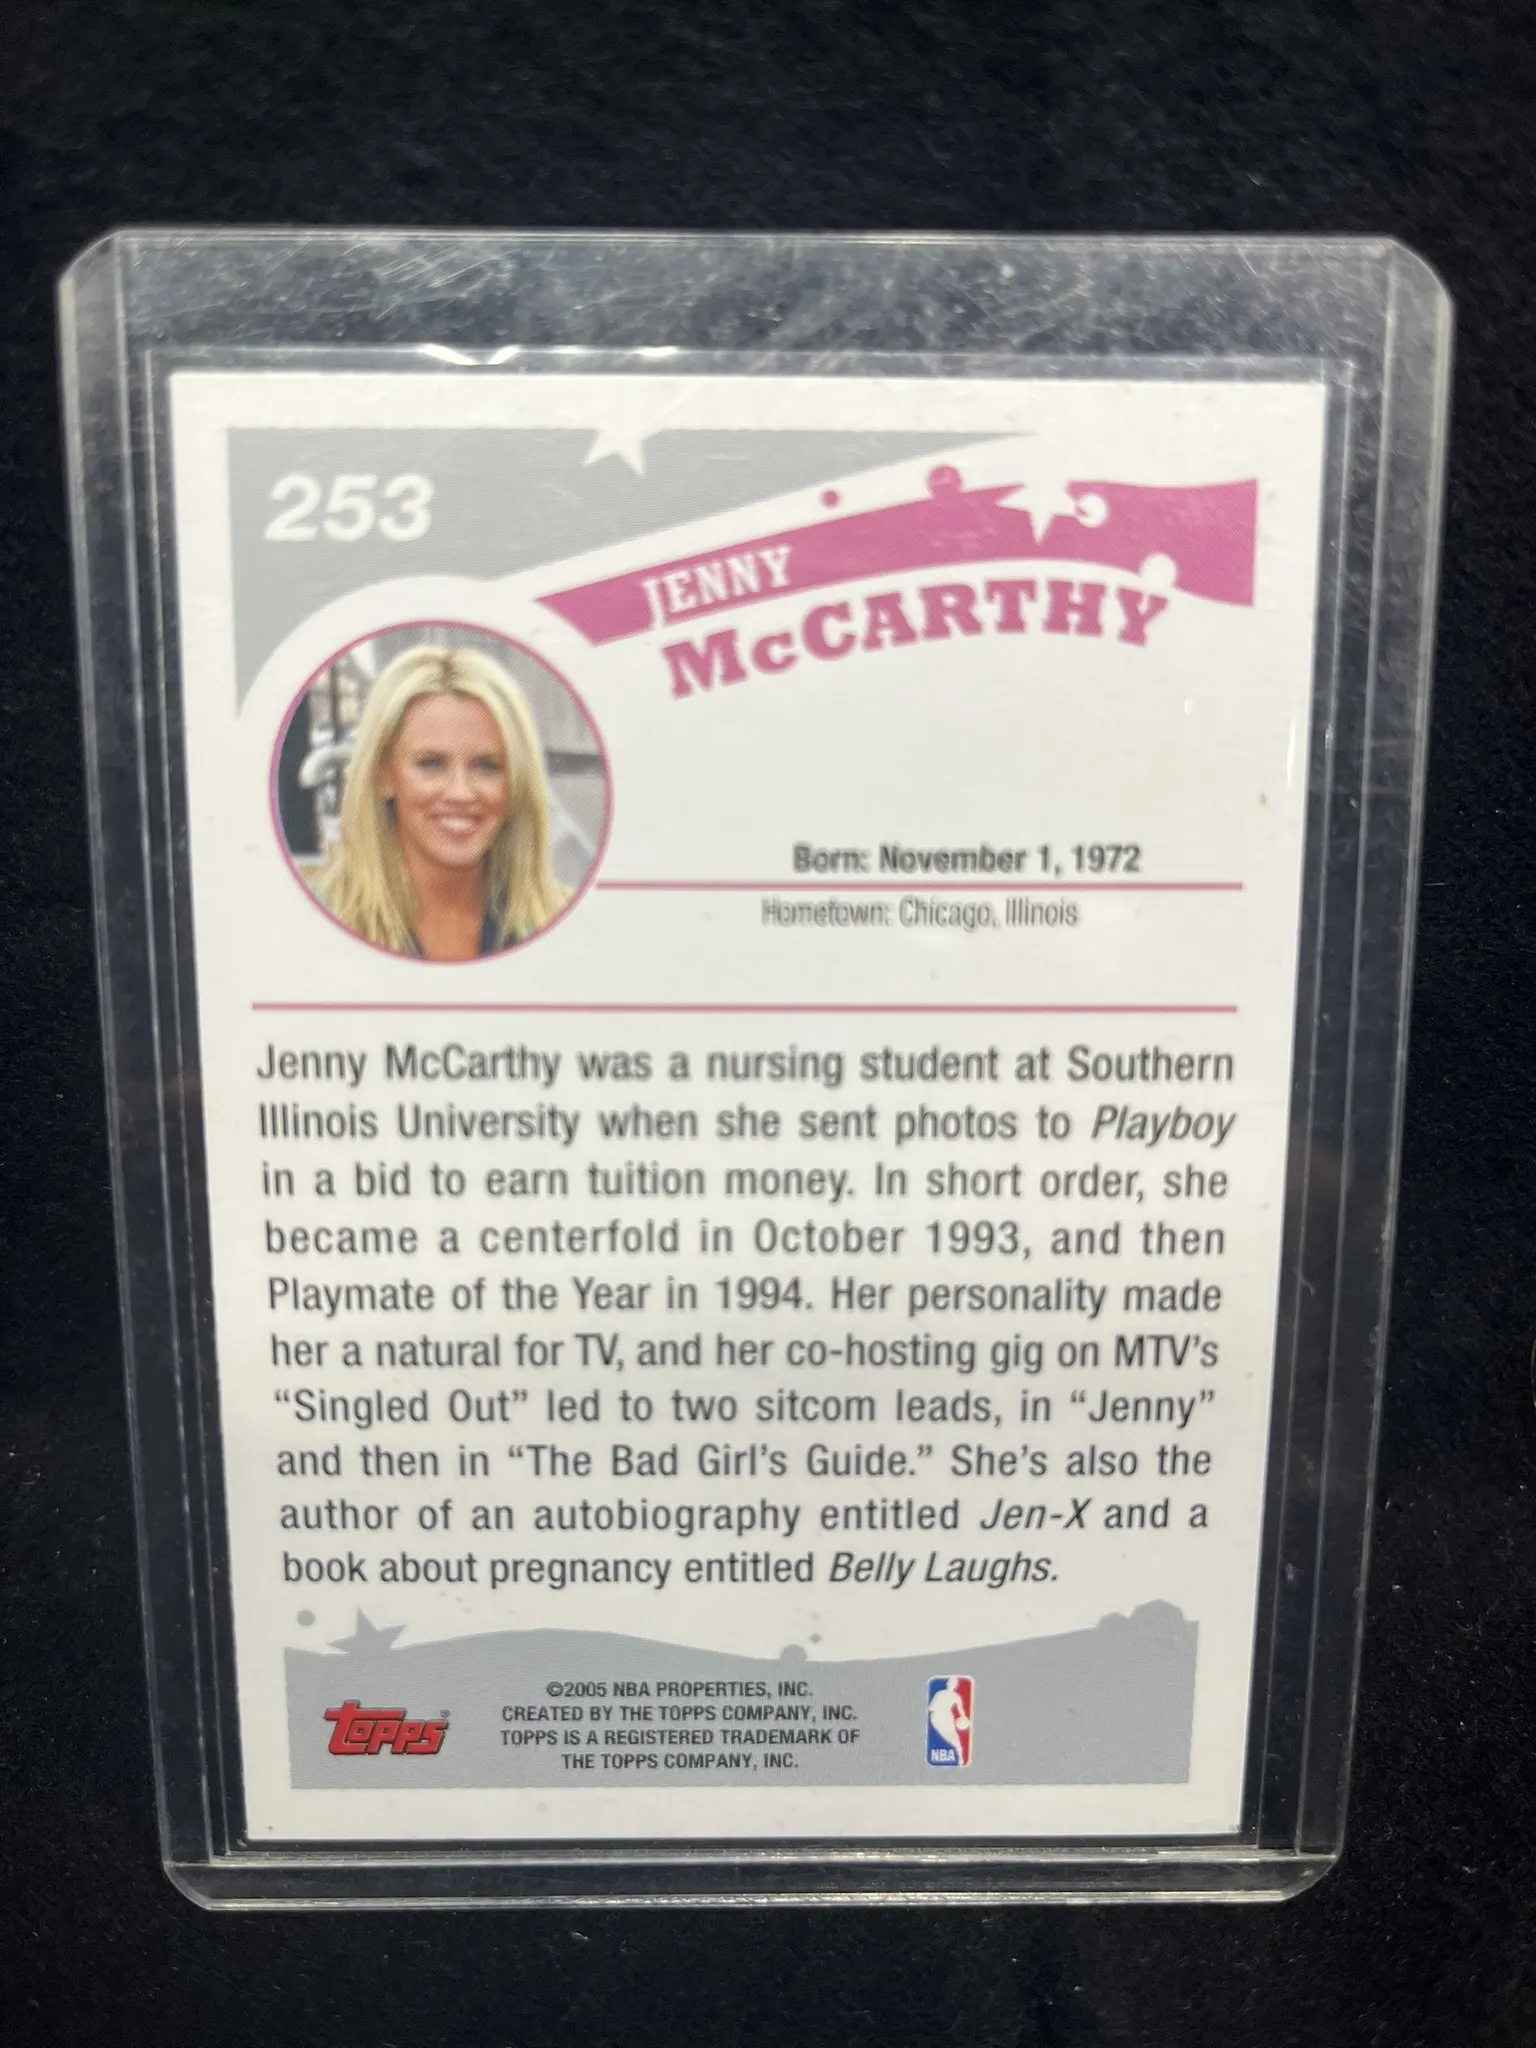 253
JENNY
McCARTHY
Born: November 1, 1972
Hometown: Chicago, Illinois
Jenny McCarthy was a nursing student at Southern
Illinois University when she sent photos to Playboy
in a bid to earn tuition money. In short order, she
became a centerfold in October 1993, and then
Playmate of the Year in 1994. Her personality made
her a natural for TV, and her co-hosting gig on MTV's
“Singled Out” led to two sitcom leads, in “Jenny”
and then in “The Bad Girl's Guide.” She's also the
author of an autobiography entitled Jen-X and a
book about pregnancy entitled Belly Laughs.
topps®
©2005 NBA PROPERTIES, INC.
CREATED BY THE TOPPS COMPANY, INC.
TOPPS IS A REGISTERED TRADEMARK OF
THE TOPPS COMPANY, INC.
NBA